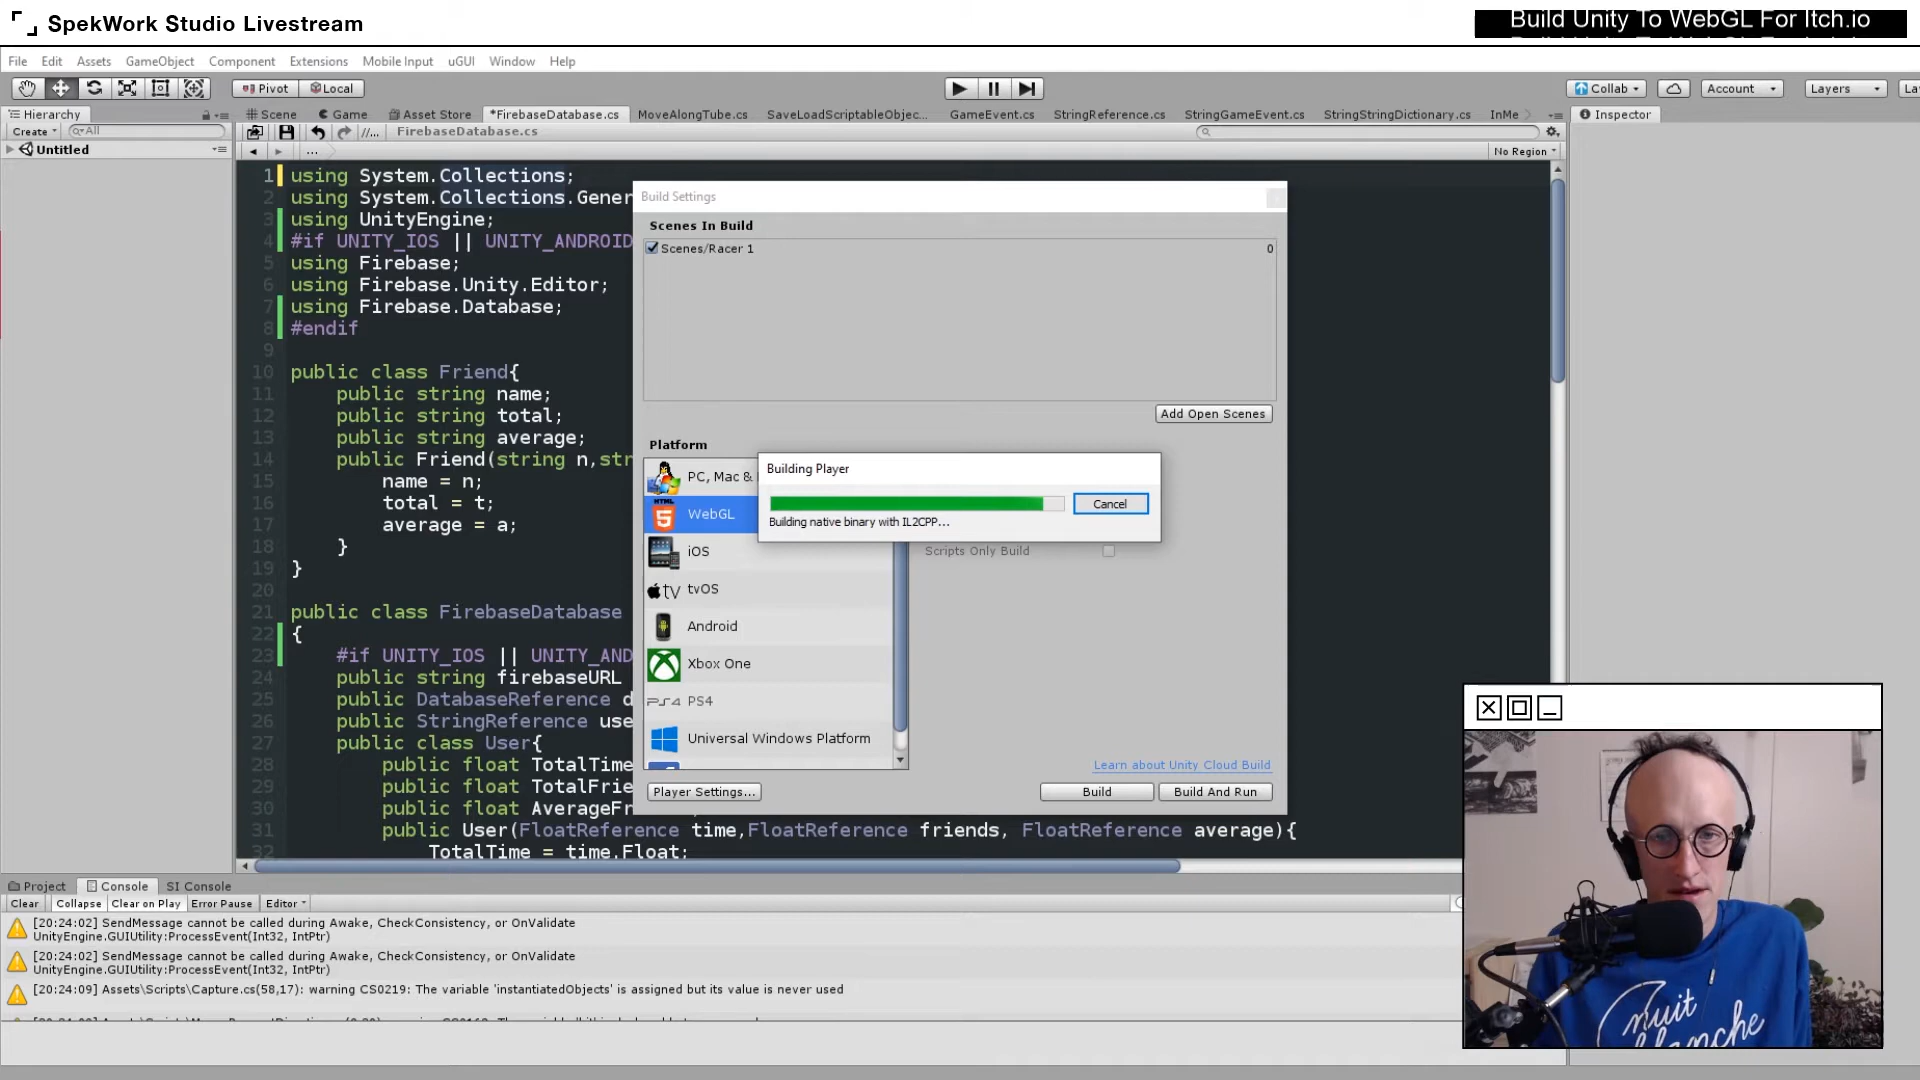 SpekWork Studio Livestream
Build Unity To WebGL For Itch.io
File Edit Assets GameObject Component Extensions Mobile Input uGUI Window Help
Pivot Local
Collab Account Layers
Hierarchy
Scene Game Asset Store *FirebaseDatabase.cs MoveAlongTube.cs SaveLoadScriptableObjec... GameEvent.cs StringReference.cs StringGameEvent.cs StringStringDictionary.cs InMe
Inspector
Create All
//... FirebaseDatabase.cs
Untitled
...
No Region
1 using System.Collections;
2 using System.Collections.Gener
3 using UnityEngine;
4 #if UNITY_IOS || UNITY_ANDROID
5 using Firebase;
6 using Firebase.Unity.Editor;
7 using Firebase.Database;
8 #endif
9
10 public class Friend{
11 public string name;
12 public string total;
13 public string average;
14 public Friend(string n,str
15 name = n;
16 total = t;
17 average = a;
18 }
19 }
20
21 public class FirebaseDatabase
22 {
23 #if UNITY_IOS || UNITY_AND
24 public string firebaseURL
25 public DatabaseReference d
26 public StringReference use
27 public class User{
28 public float TotalTime
29 public float TotalFrie
30 public float AverageFr
31 public User(FloatReference time,FloatReference friends, FloatReference average){
32 TotalTime = time.Float;
Build Settings
Scenes In Build
Scenes/Racer 1 0
Add Open Scenes
Platform
PC, Mac &
HTML
5 WebGL
iOS
tv tvOS
Android
Xbox One
PS4 PS4
Universal Windows Platform
Building Player
Cancel
Building native binary with IL2CPP...
Scripts Only Build
Learn about Unity Cloud Build
Player Settings... Build Build And Run
Project Console SI Console
Clear Collapse Clear on Play Error Pause Editor
[20:24:02] SendMessage cannot be called during Awake, CheckConsistency, or OnValidate
UnityEngine.GUIUtility:ProcessEvent(Int32, IntPtr)
[20:24:02] SendMessage cannot be called during Awake, CheckConsistency, or OnValidate
UnityEngine.GUIUtility:ProcessEvent(Int32, IntPtr)
[20:24:09] Assets\Scripts\Capture.cs(58,17): warning CS0219: The variable 'instantiatedObjects' is assigned but its value is never used
nuit
blanche